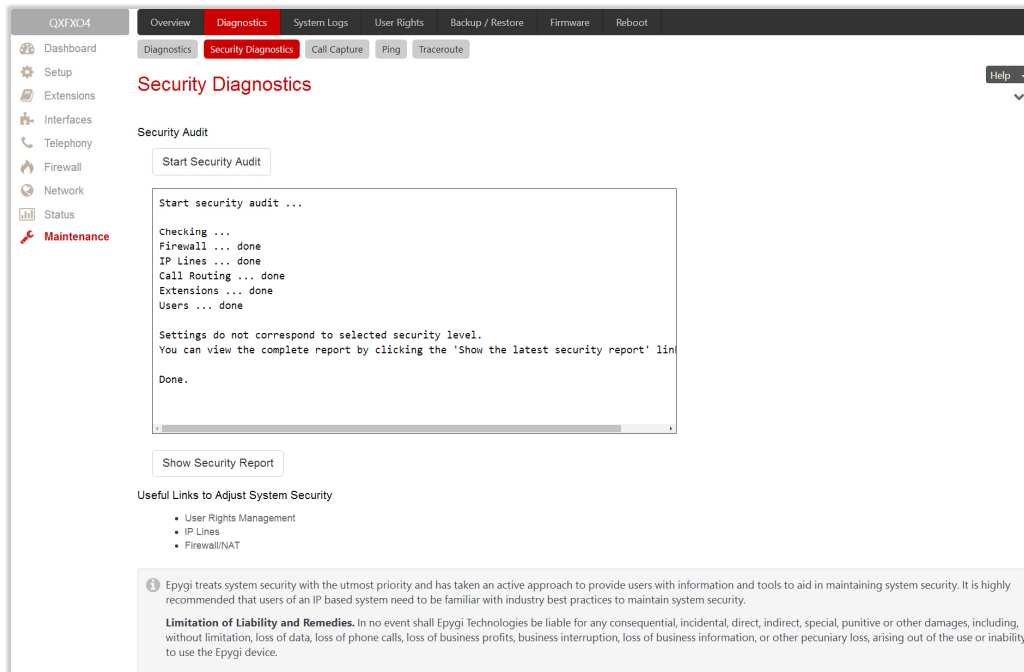 QXFXO4
Overview Diagnostics System Logs User Rights Backup / Restore Firmware Reboot
Dashboard
Setup
Extensions
Interfaces
Telephony
Firewall
Network
Status
Maintenance
Diagnostics Security Diagnostics Call Capture Ping Traceroute
Security Diagnostics
Help
Security Audit
Start Security Audit
Start security audit ...
Checking ...
Firewall ... done
IP Lines ... done
Call Routing ... done
Extensions ... done
Users ... done
Settings do not correspond to selected security level.
You can view the complete report by clicking the 'Show the latest security report' lin
Done.
Show Security Report
Useful Links to Adjust System Security
• User Rights Management
• IP Lines
• Firewall/NAT
Epygi treats system security with the utmost priority and has taken an active approach to provide users with information and tools to aid in maintaining system security. It is highly
recommended that users of an IP based system need to be familiar with industry best practices to maintain system security.
Limitation of Liability and Remedies. In no event shall Epygi Technologies be liable for any consequential, incidental, direct, indirect, special, punitive or other damages, including,
without limitation, loss of data, loss of phone calls, loss of business profits, business interruption, loss of business information, or other pecuniary loss, arising out of the use or inability
to use the Epygi device.